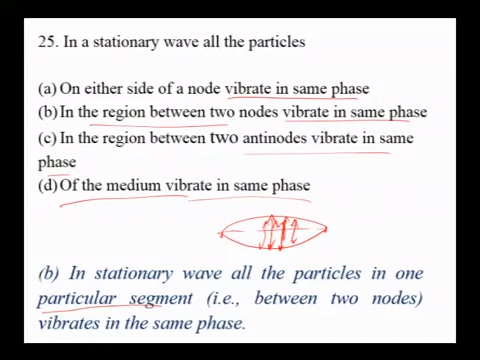 25. In a stationary wave all the particles
(a) On either side of a node vibrate in same phase
(b) In the region between two nodes vibrate in same phase
(c) In the region between two antinodes vibrate in same
phase
(d) Of the medium vibrate in same phase
(b) In stationary wave all the particles in one
particular segment (i.e., between two nodes)
vibrates in the same phase.